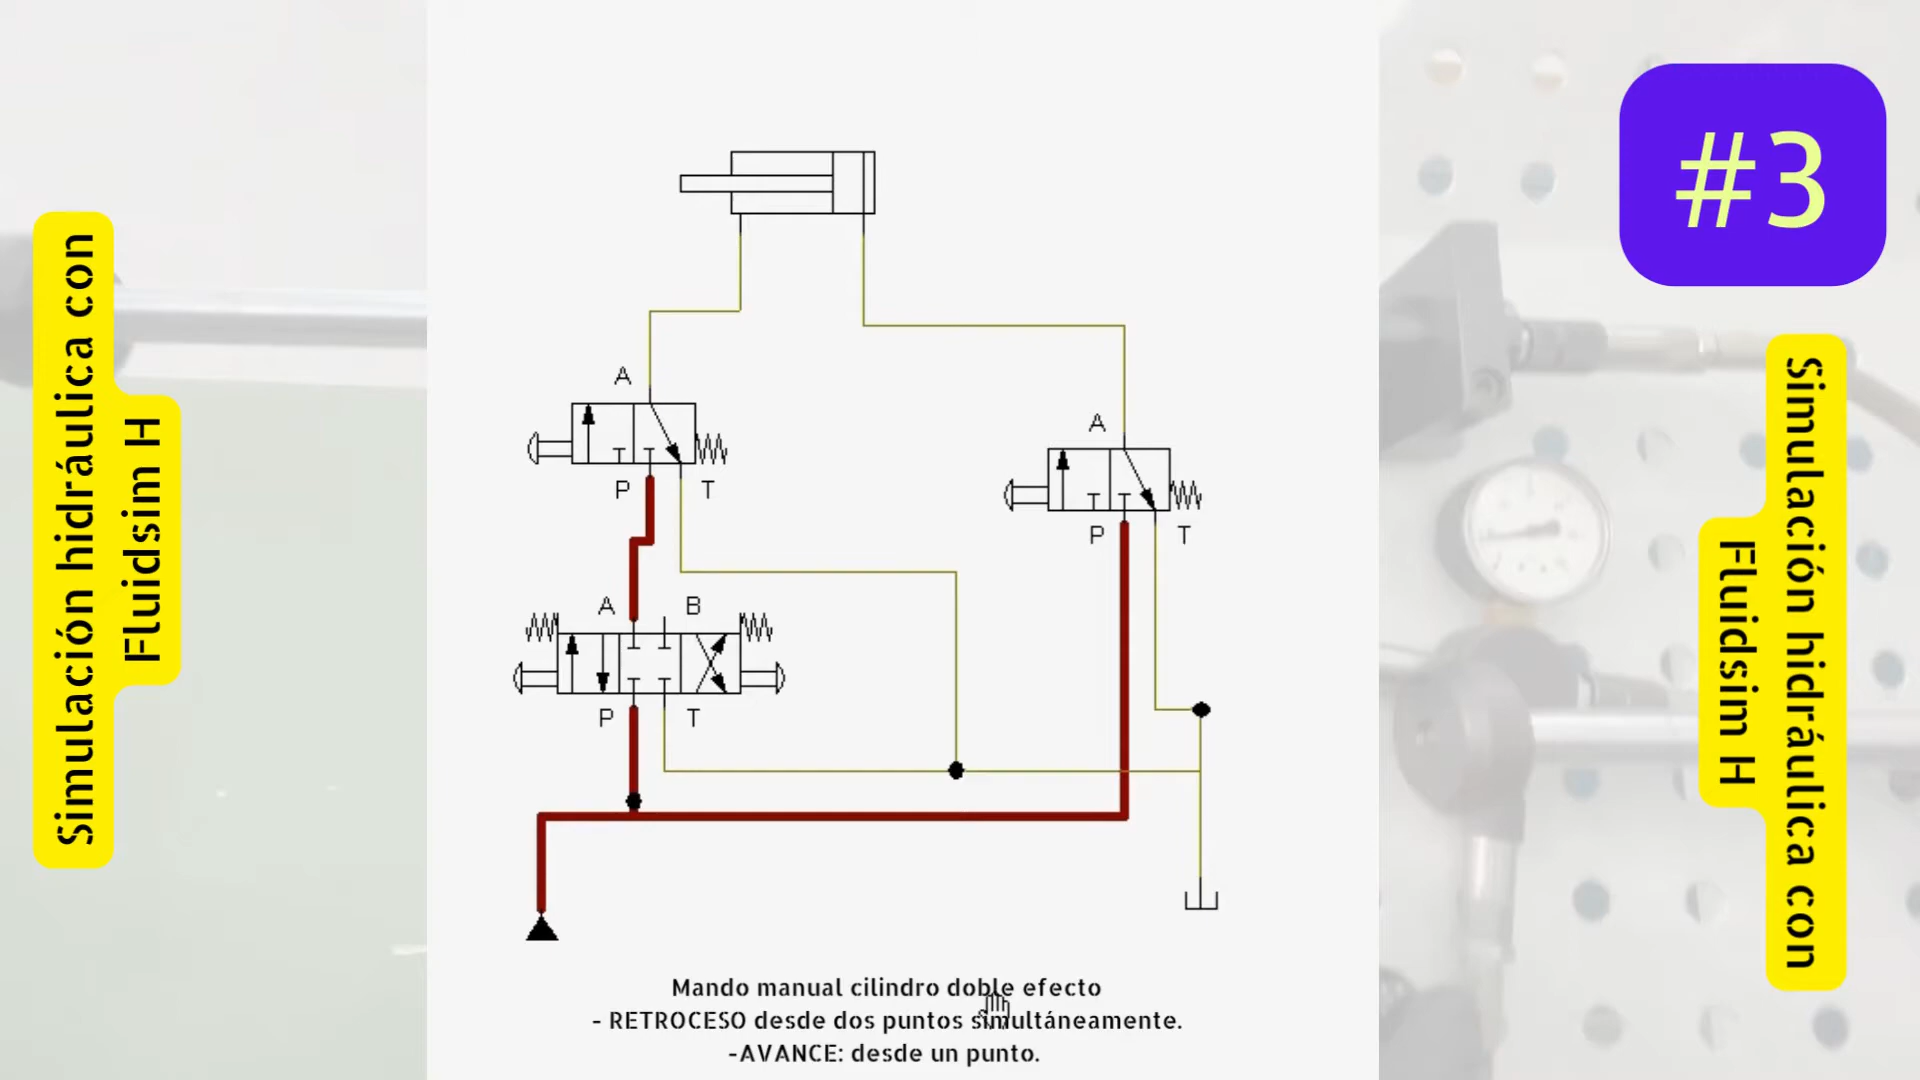 Simulación hidráulica con
Fluidsim H
#3
Simulación hidráulica con
Fluidsim H
A
A
P
T
P
T
A
B
P
T
Mando manual cilindro doble efecto
- RETROCESO desde dos puntos simultáneamente.
-AVANCE: desde un punto.